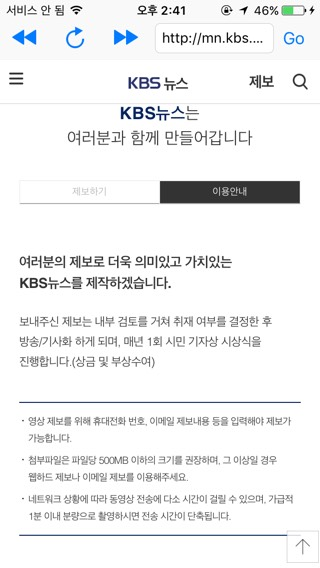 서비스 안 됨 오후 2:41 46%
http://mn.kbs.... Go
KBS 뉴스 제보
KBS뉴스는
여러분과 함께 만들어갑니다
제보하기 이용안내
여러분의 제보로 더욱 의미있고 가치있는
KBS뉴스를 제작하겠습니다.
보내주신 제보는 내부 검토를 거쳐 취재 여부를 결정한 후
방송/기사화 하게 되며, 매년 1회 시민 기자상 시상식을
진행합니다.(상금 및 부상수여)
· 영상 제보를 위해 휴대전화 번호, 이메일 제보내용 등을 입력해야 제보가
가능합니다.
· 첨부파일은 파일당 500MB 이하의 크기를 권장하며, 그 이상일 경우
웹하드 제보나 이메일 제보를 이용해주세요.
· 네트워크 상황에 따라 동영상 전송에 다소 시간이 걸릴 수 있으며, 가급적
1분 이내 분량으로 촬영하시면 전송 시간이 단축됩니다.